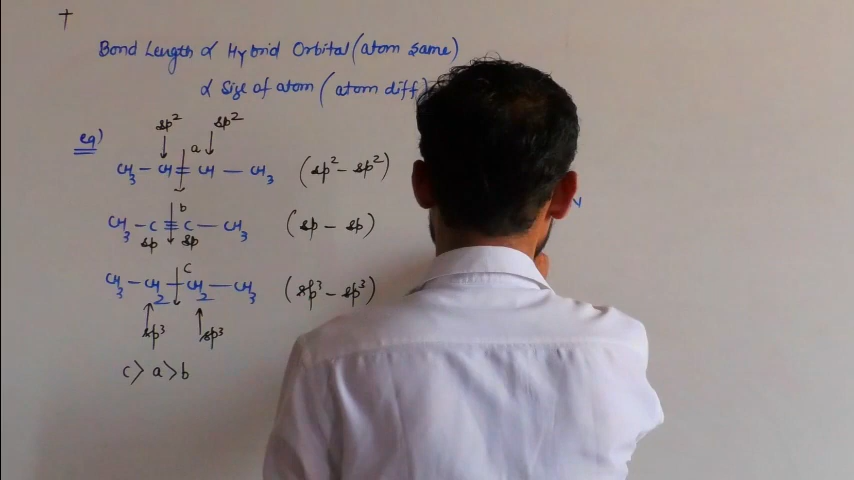 +
Bond Length ∝ Hybrid Orbital (atom same)
∝ Size of atom (atom diff)
sp² sp²
eg) a
CH₃ - CH = CH - CH₃ (sp² - sp²)
b
CH₃ - C ≡ C - CH₃ (sp - sp)
sp sp
c
CH₃ - CH₂ - CH₂ - CH₃ (sp³ - sp³)
sp³ sp³
c > a > b